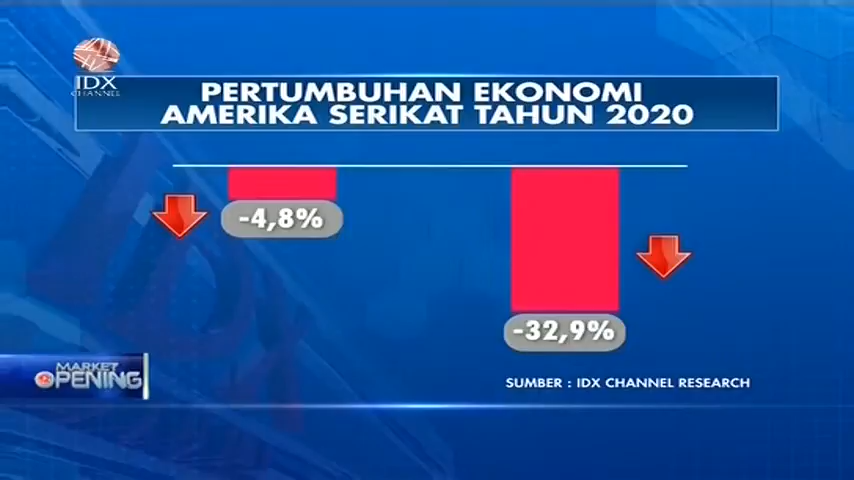 IDX
CHANNEL
PERTUMBUHAN EKONOMI
AMERIKA SERIKAT TAHUN 2020
-4,8%
-32,9%
MARKET
OPENING
SUMBER : IDX CHANNEL RESEARCH